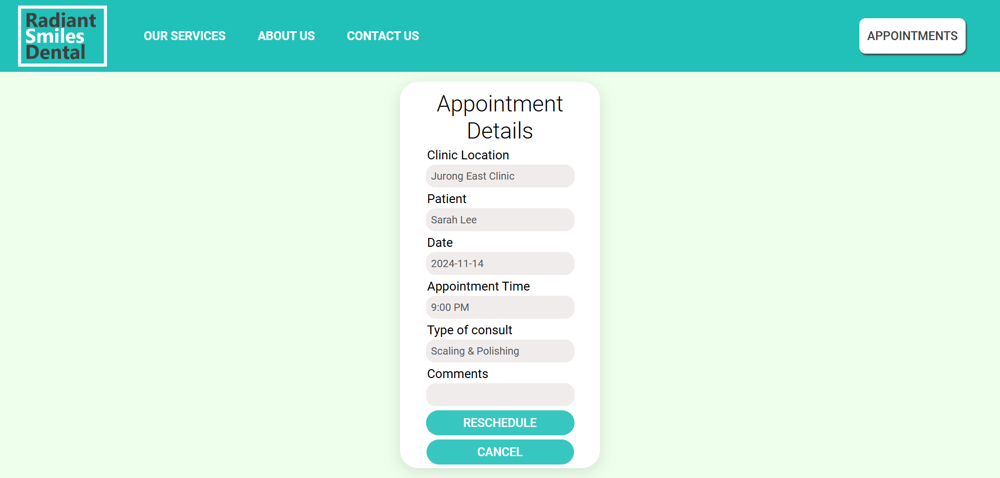 Radiant
Smiles
Dental
OUR SERVICES
ABOUT US
CONTACT US
APPOINTMENTS
Appointment
Details
Clinic Location
Jurong East Clinic
Patient
Sarah Lee
Date
2024-11-14
Appointment Time
9:00 PM
Type of consult
Scaling & Polishing
Comments
RESCHEDULE
CANCEL